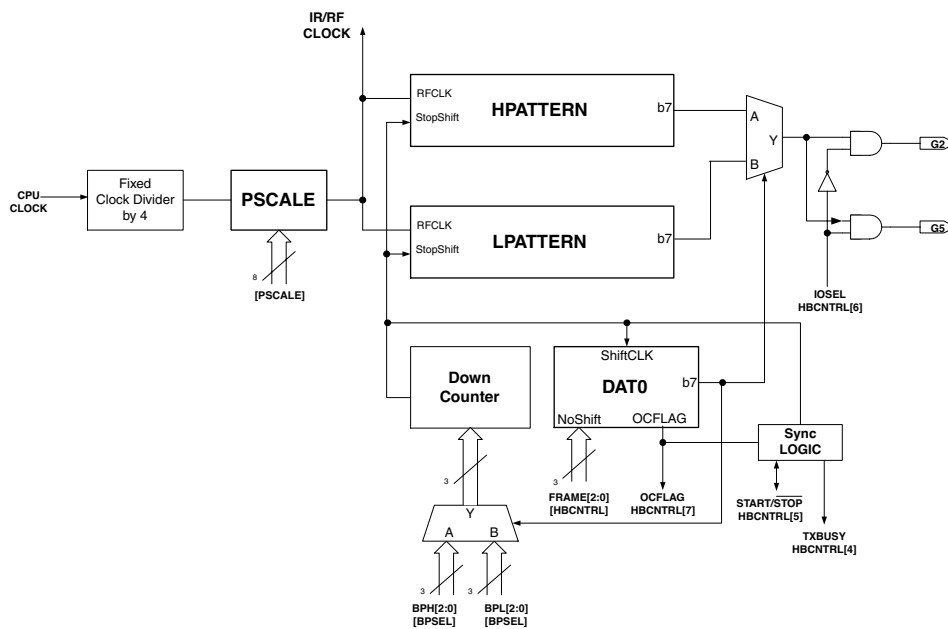 IR/RF
CLOCK
RFCLK
HPATTERN
b7
StopShift
A
Y
B
G2
CPU
CLOCK
Fixed
Clock Divider
by 4
PSCALE
RFCLK
LPATTERN
b7
StopShift
G5
8
[PSCALE]
IOSEL
HBCNTRL[6]
Down
Counter
ShiftCLK
DAT0
b7
NoShift
OCFLAG
Sync
LOGIC
3
3
FRAME[2:0]
[HBCNTRL]
OCFLAG
HBCNTRL[7]
START/STOP
HBCNTRL[5]
TXBUSY
HBCNTRL[4]
Y
A
B
3
3
BPH[2:0]
[BPSEL]
BPL[2:0]
[BPSEL]